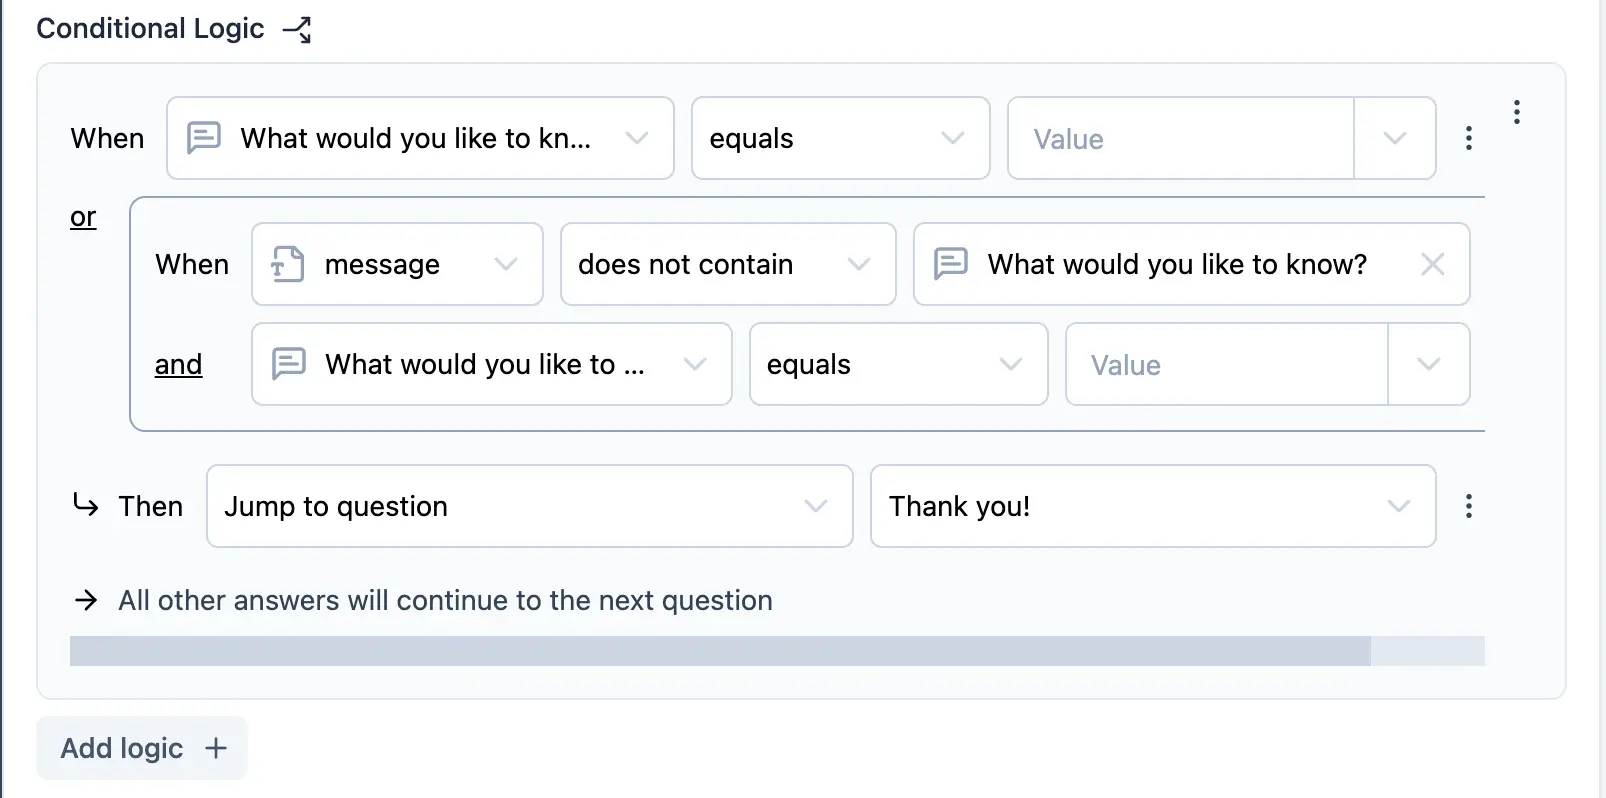 Conditional Logic
When What would you like to kn... equals Value
or
When message does not contain What would you like to know?
and What would you like to ... equals Value
Then Jump to question Thank you!
All other answers will continue to the next question
Add logic